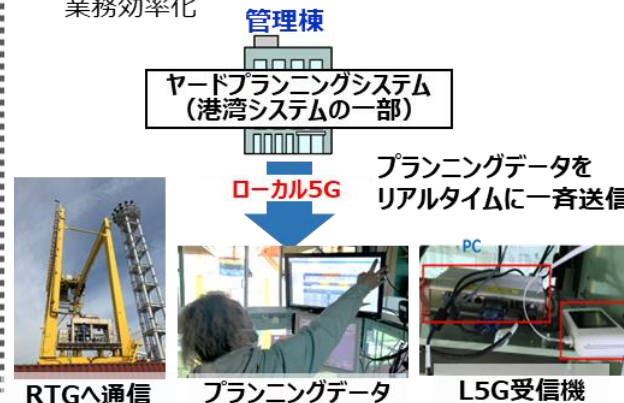 業務効率化
管理棟
ヤードプランニングシステム
（港湾システムの一部）
プランニングデータを
リアルタイムに一斉送信
ローカル5G
PC
RTGへ通信
プランニングデータ
L5G受信機